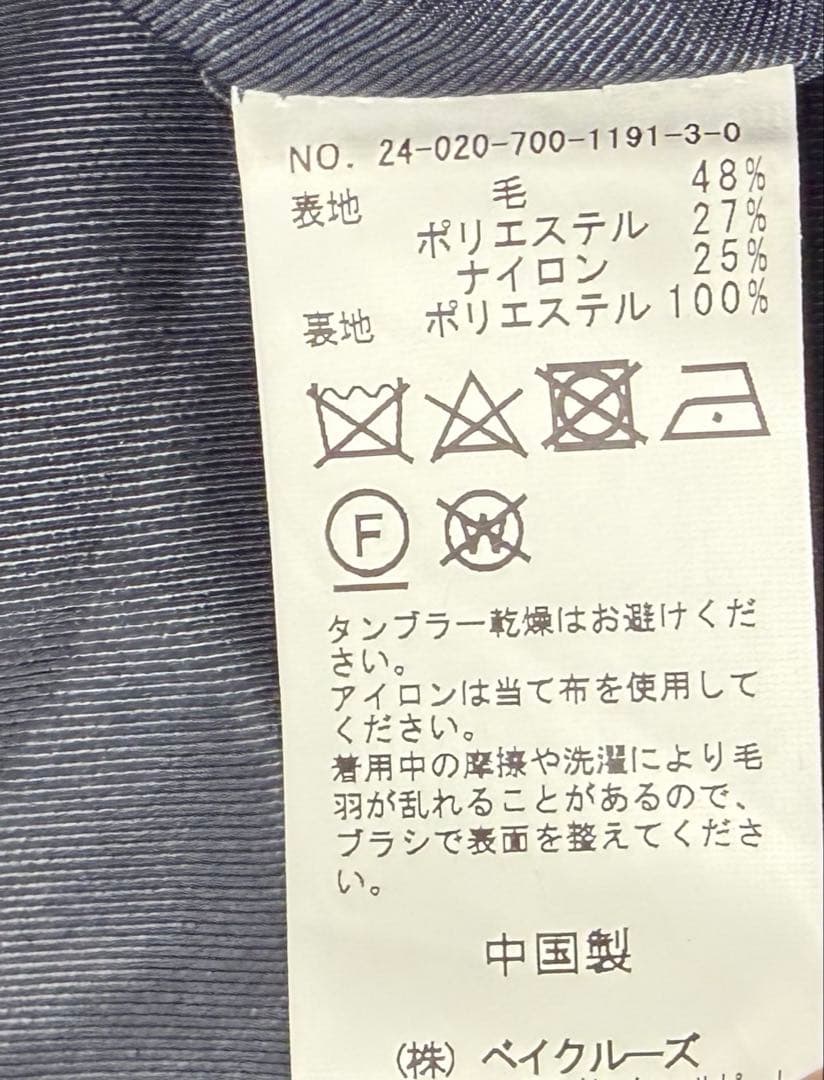 NO. 24-020-700-1191-3-0
表地 毛 48%
ポリエステル 27%
ナイロン 25%
裏地 ポリエステル 100%
F W
タンブラー乾燥はお避けくだ
さい。
アイロンは当て布を使用して
ください。
着用中の摩擦や洗濯により毛
羽が乱れることがあるので、
ブラシで表面を整えてくださ
い。
中国製
(株) ベイクルーズ